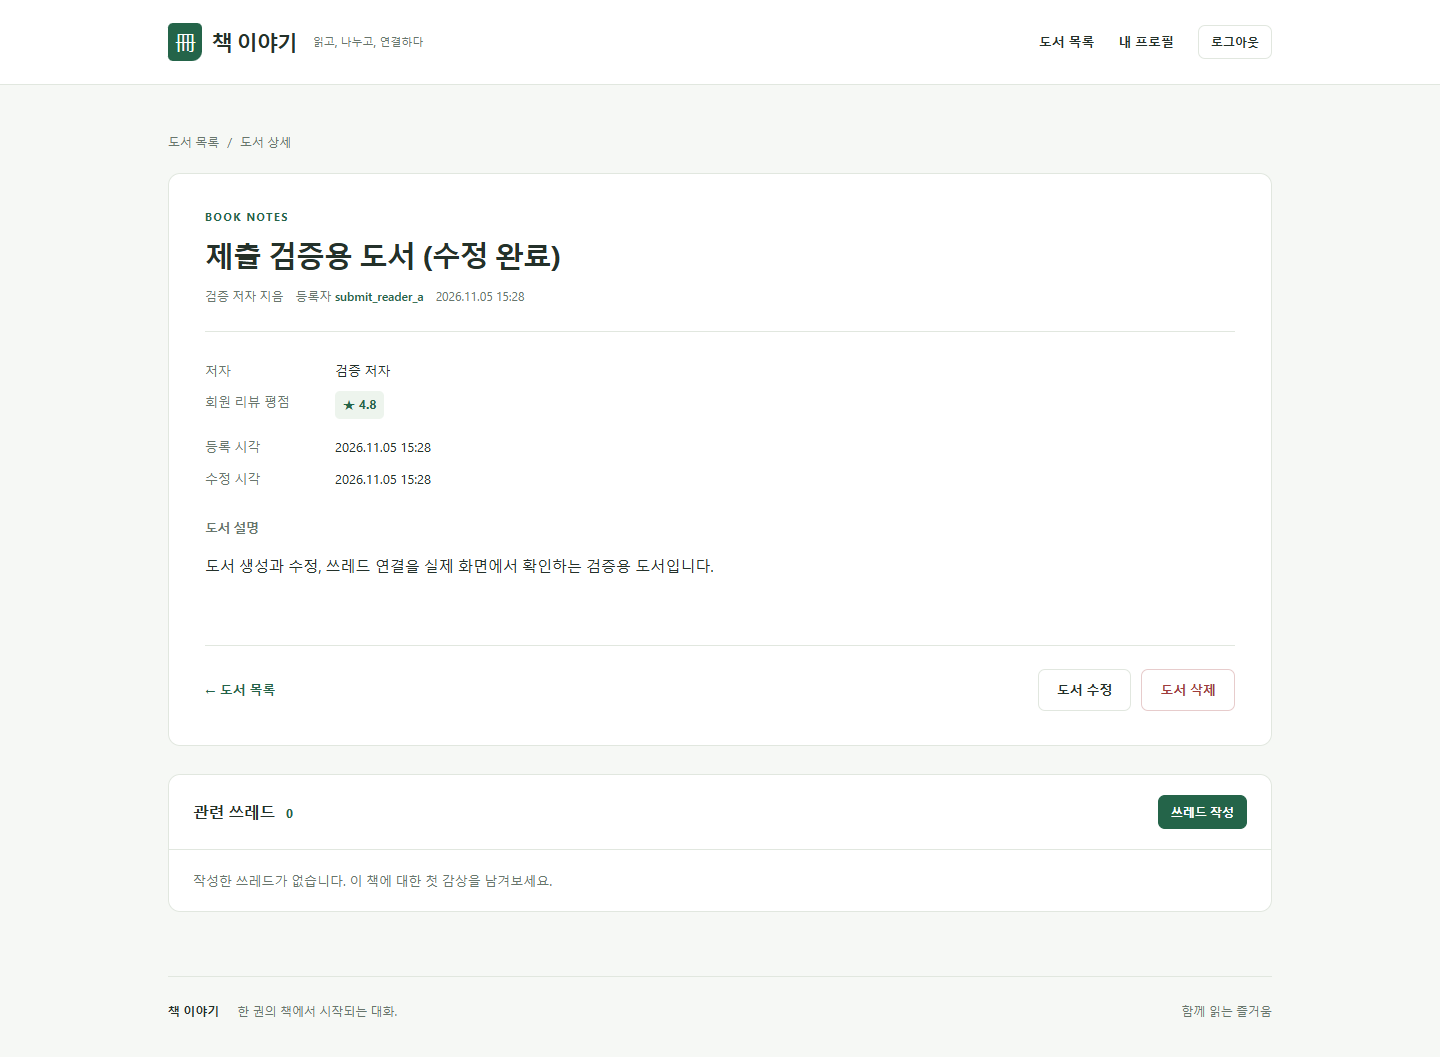 冊 책 이야기 읽고, 나누고, 연결하다 도서 목록 내 프로필 로그아웃
도서 목록 / 도서 상세
BOOK NOTES
제출 검증용 도서 (수정 완료)
검증 저자 지음 등록자 submit_reader_a 2026.11.05 15:28
저자 검증 저자
회원 리뷰 평점 ★ 4.8
등록 시각 2026.11.05 15:28
수정 시각 2026.11.05 15:28
도서 설명
도서 생성과 수정, 쓰레드 연결을 실제 화면에서 확인하는 검증용 도서입니다.
← 도서 목록 도서 수정 도서 삭제
관련 쓰레드 0 쓰레드 작성
작성한 쓰레드가 없습니다. 이 책에 대한 첫 감상을 남겨보세요.
책 이야기 한 권의 책에서 시작되는 대화. 함께 읽는 즐거움